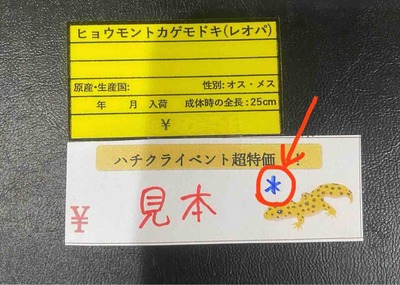 ヒョウモントカゲモドキ(レオパ)
原産・生産国: 性別:オス・メス
年 月 入荷 成体時の全長:25cm
¥
ハチクライベント超特価 !
*
¥ 見本